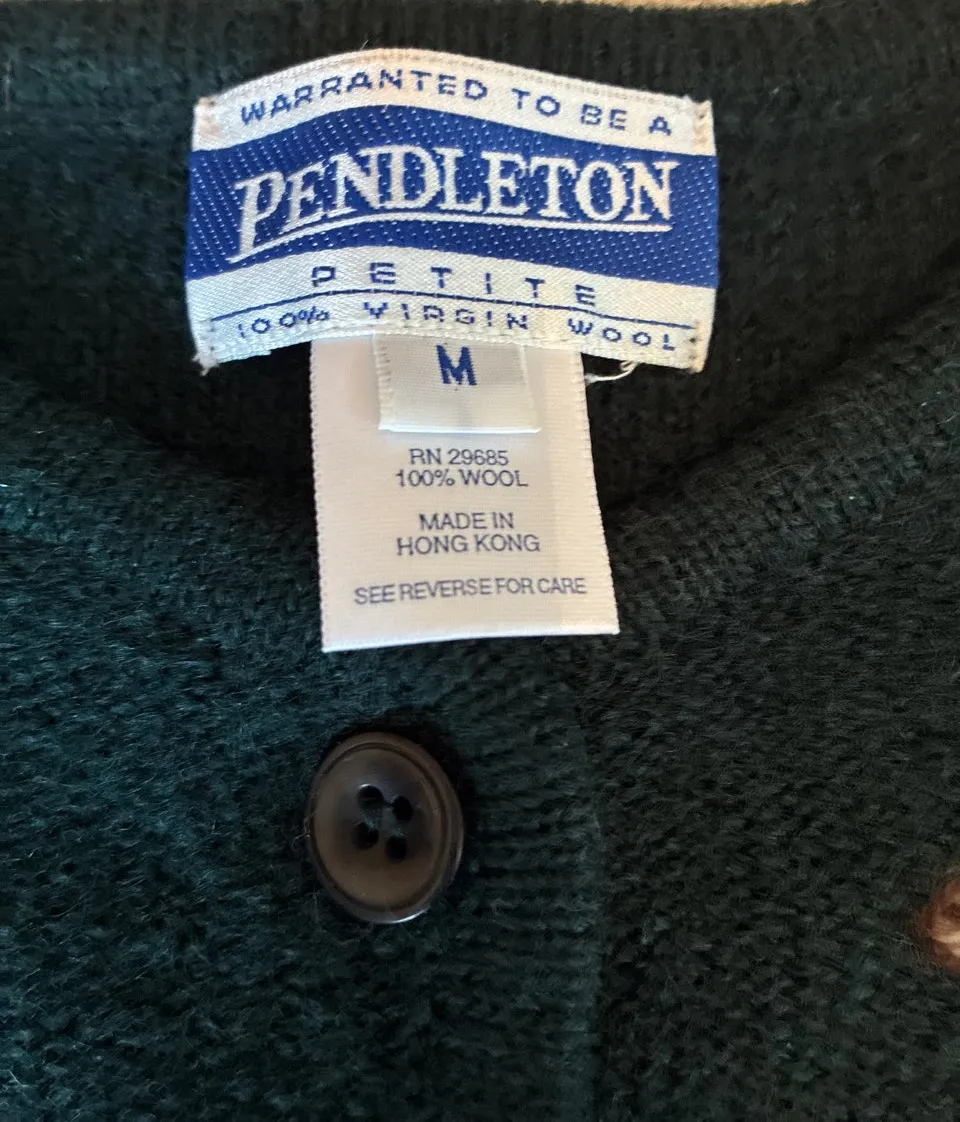 WARRANTED TO BE A
PENDLETON
PETITE
100% VIRGIN WOOL
M
RN 29685
100% WOOL
MADE IN
HONG KONG
SEE REVERSE FOR CARE